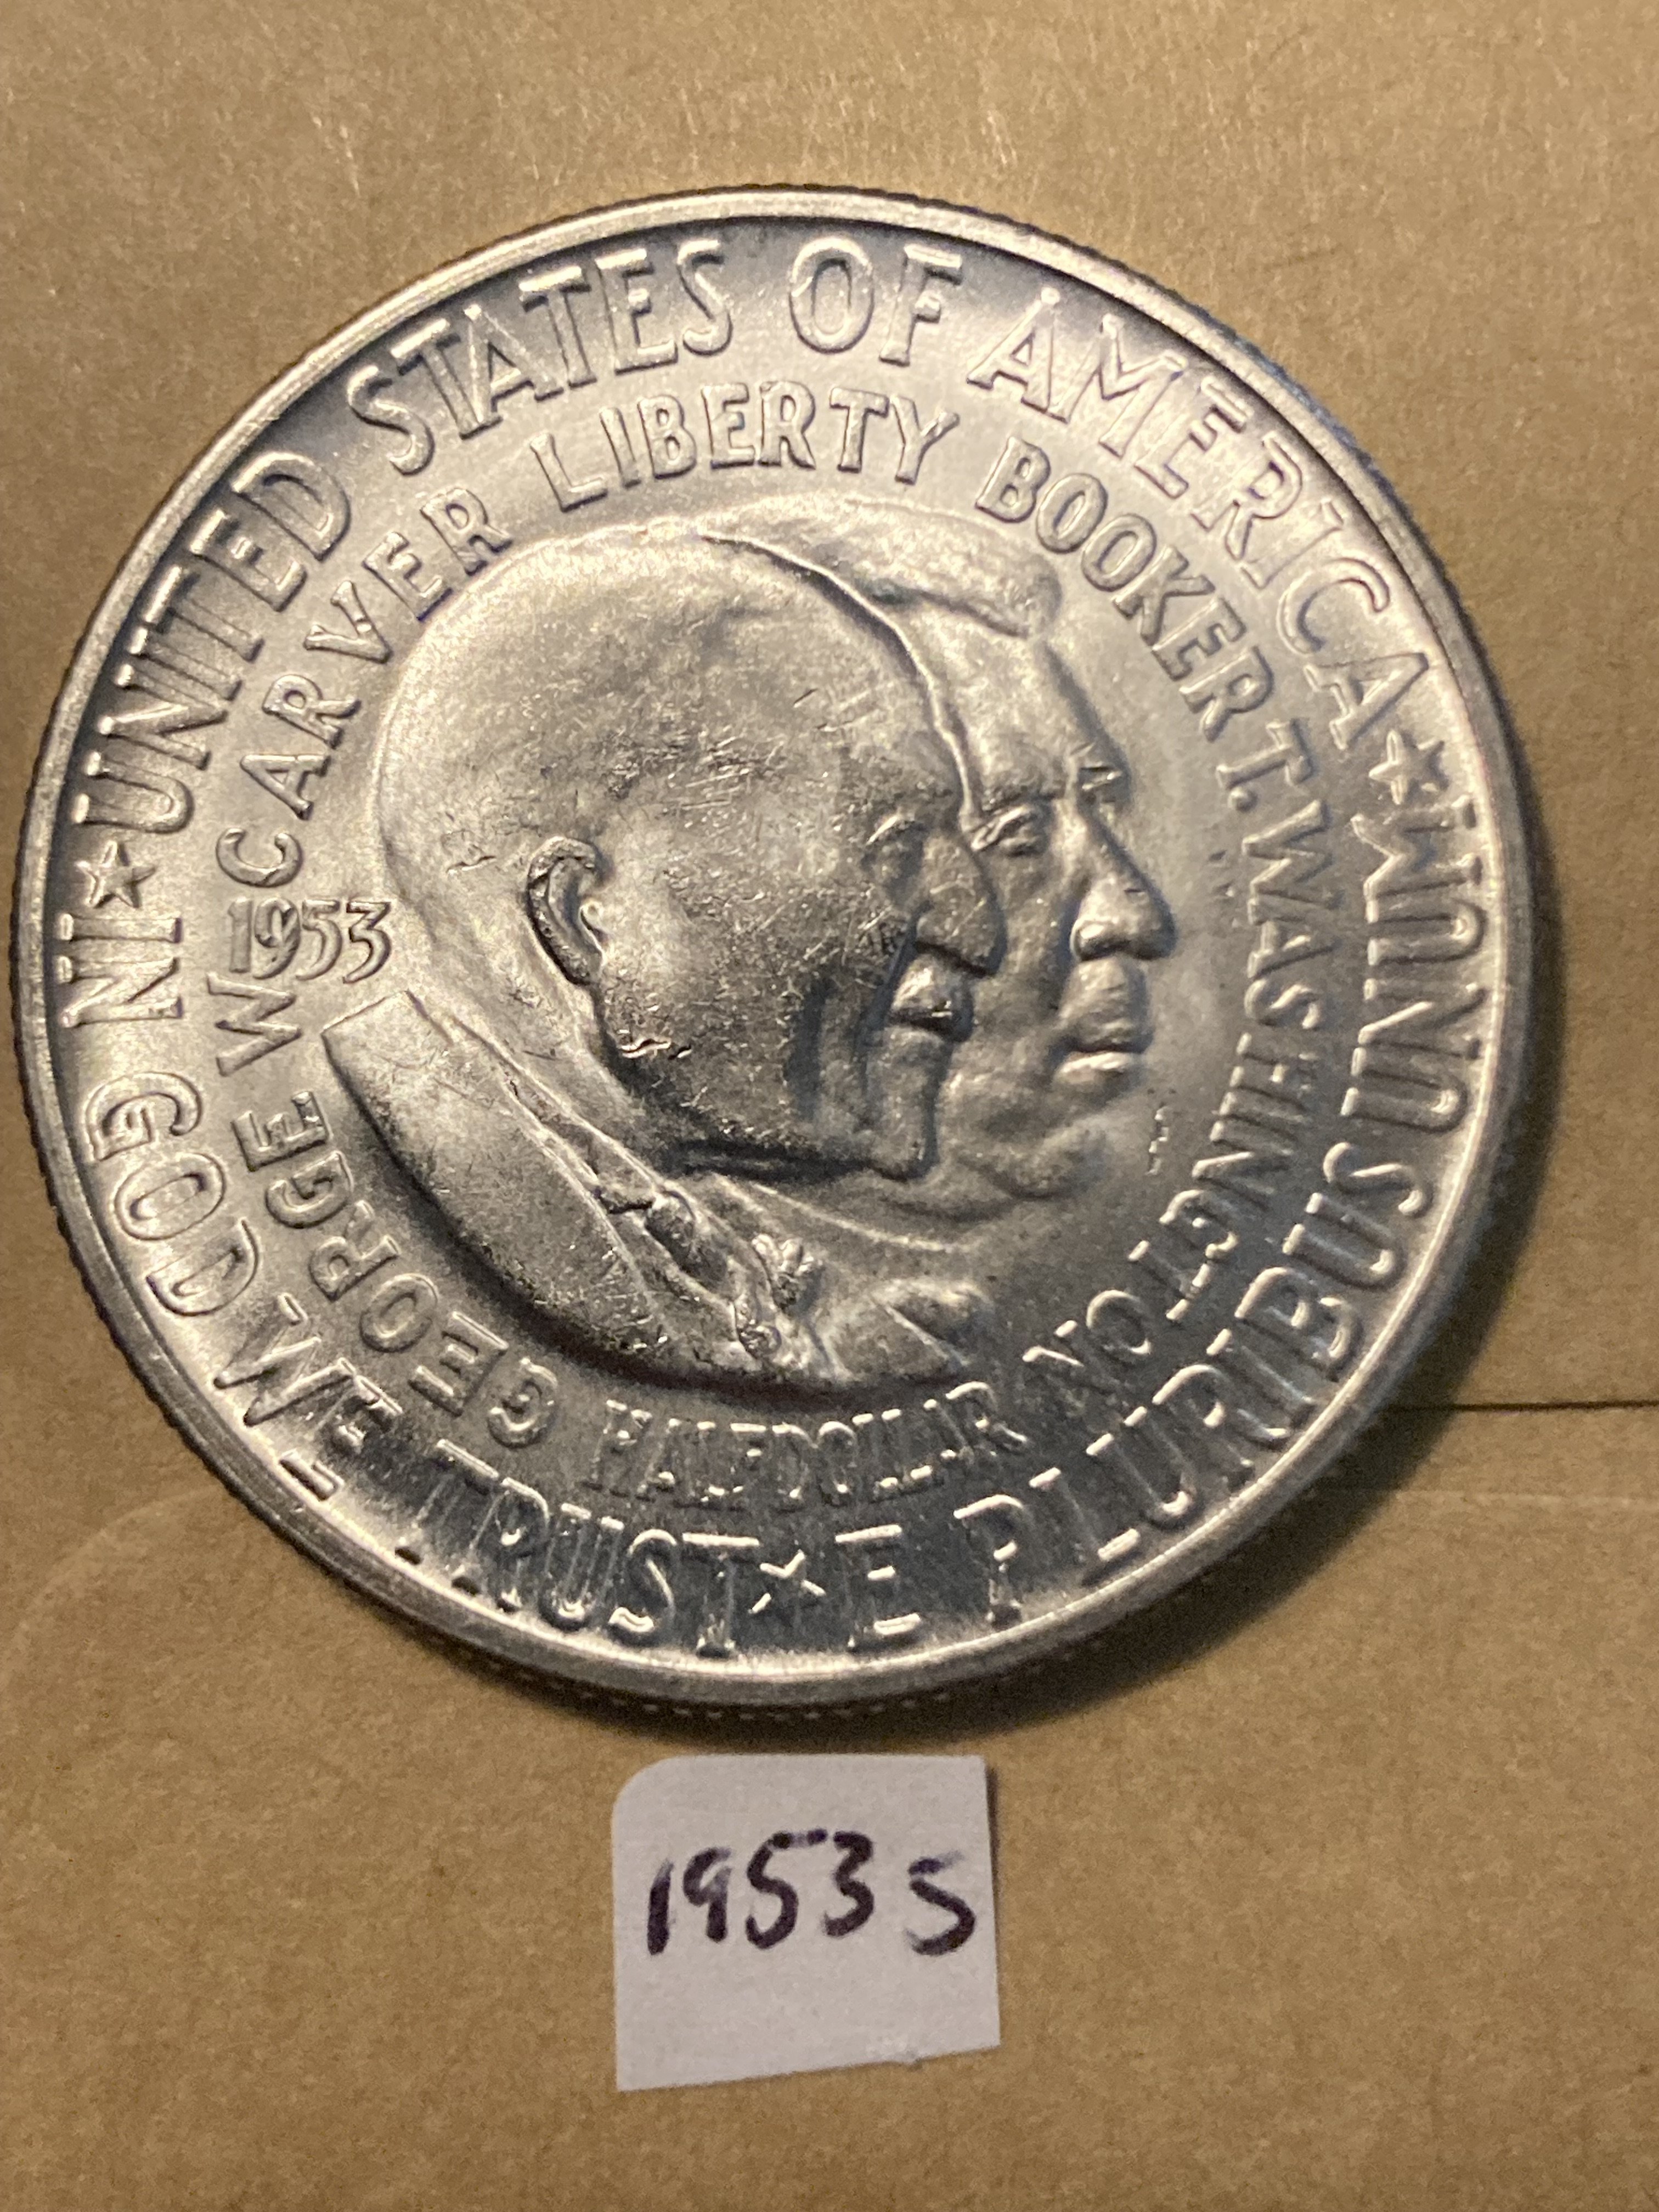 UNITED STATES OF AMERICA ★ E PLURIBUS UNUM ★ IN GOD WE TRUST ★
GEORGE W CARVER LIBERTY BOOKER T. WASHINGTON
1953
HALF DOLLAR
1953 S